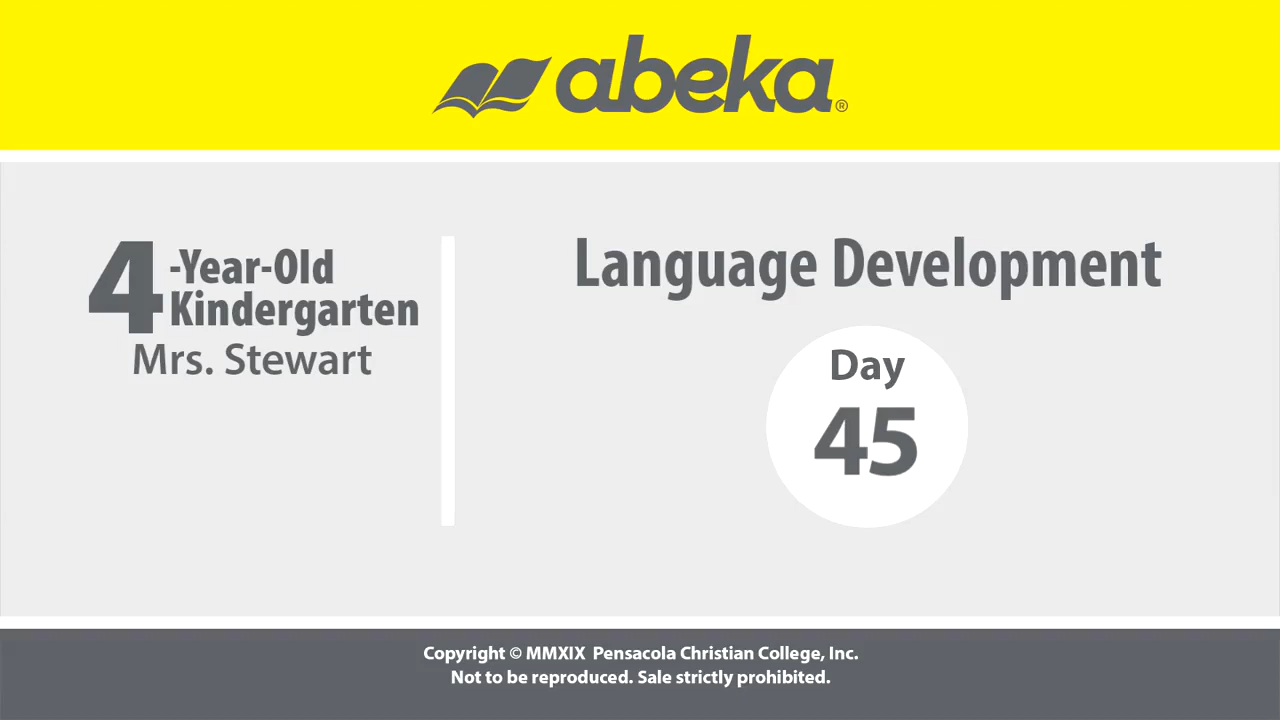 abeka®
4-Year-Old
Kindergarten
Mrs. Stewart
Language Development
Day
45
Copyright © MMXIX Pensacola Christian College, Inc.
Not to be reproduced. Sale strictly prohibited.